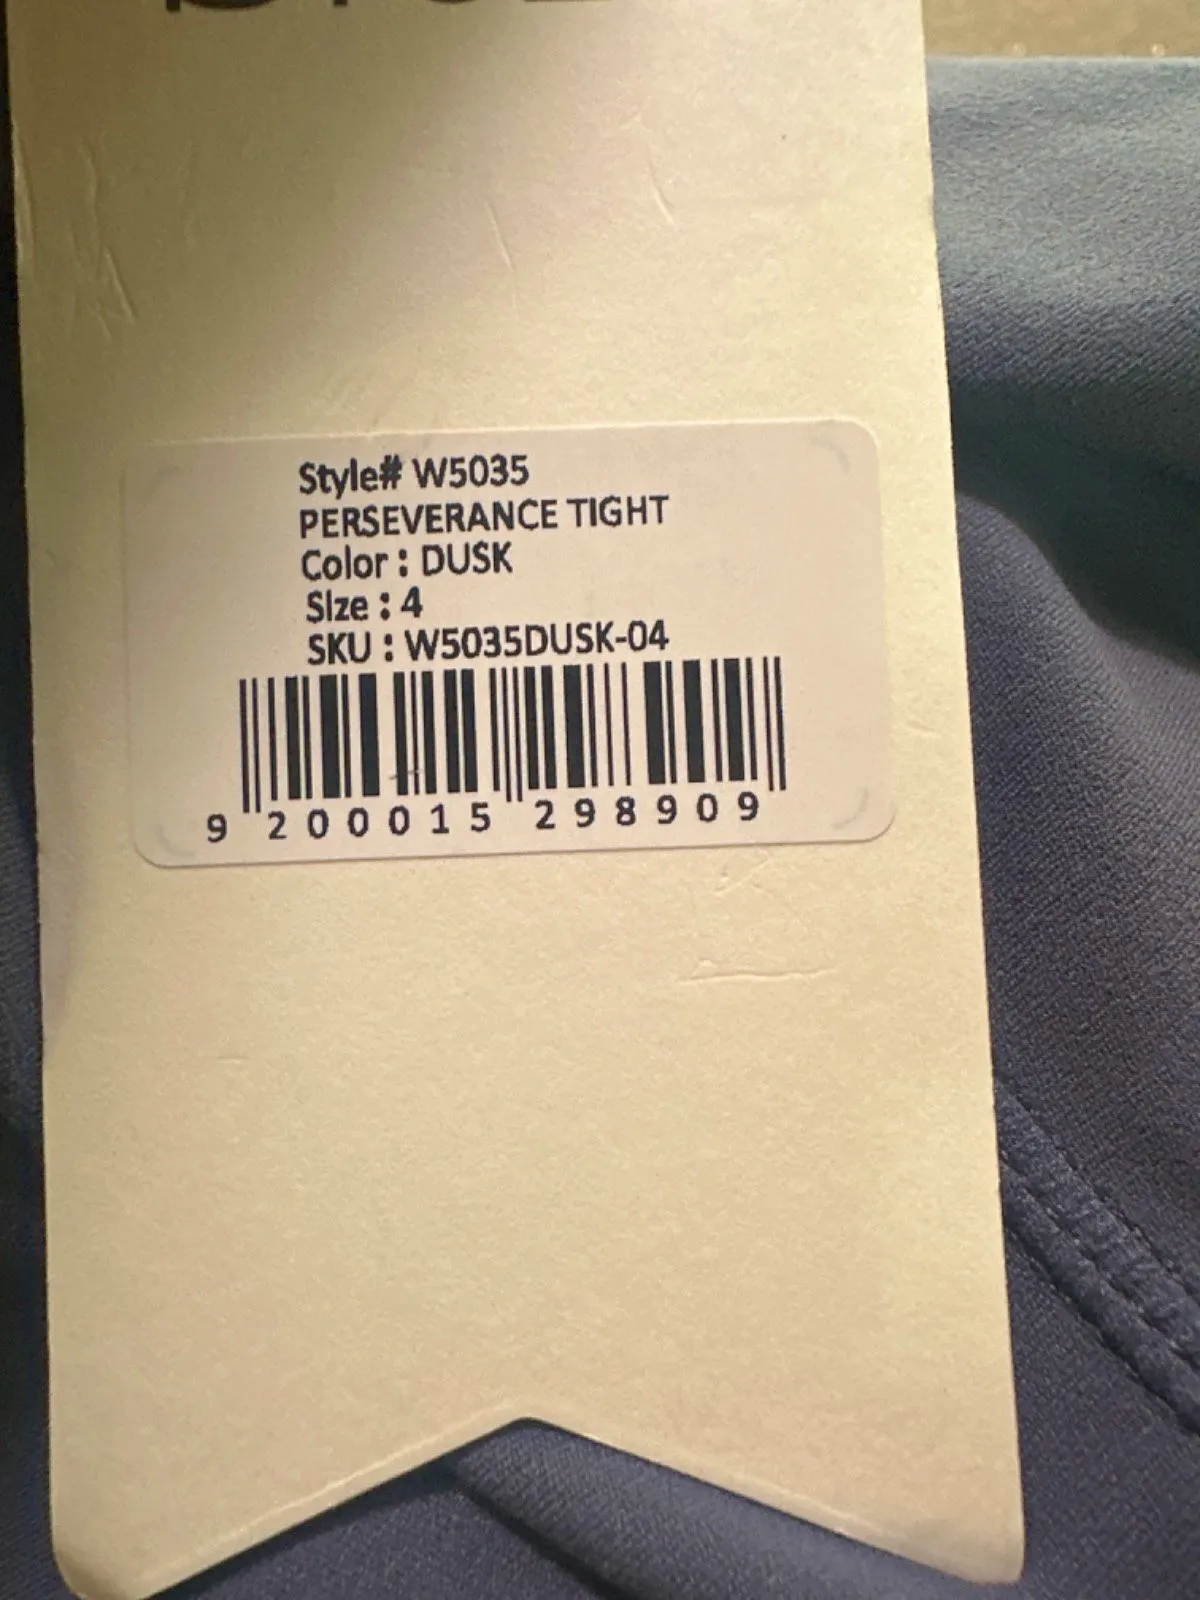 Style# W5035
PERSEVERANCE TIGHT
Color : DUSK
Size : 4
SKU : W5035DUSK-04
9 200015 298909